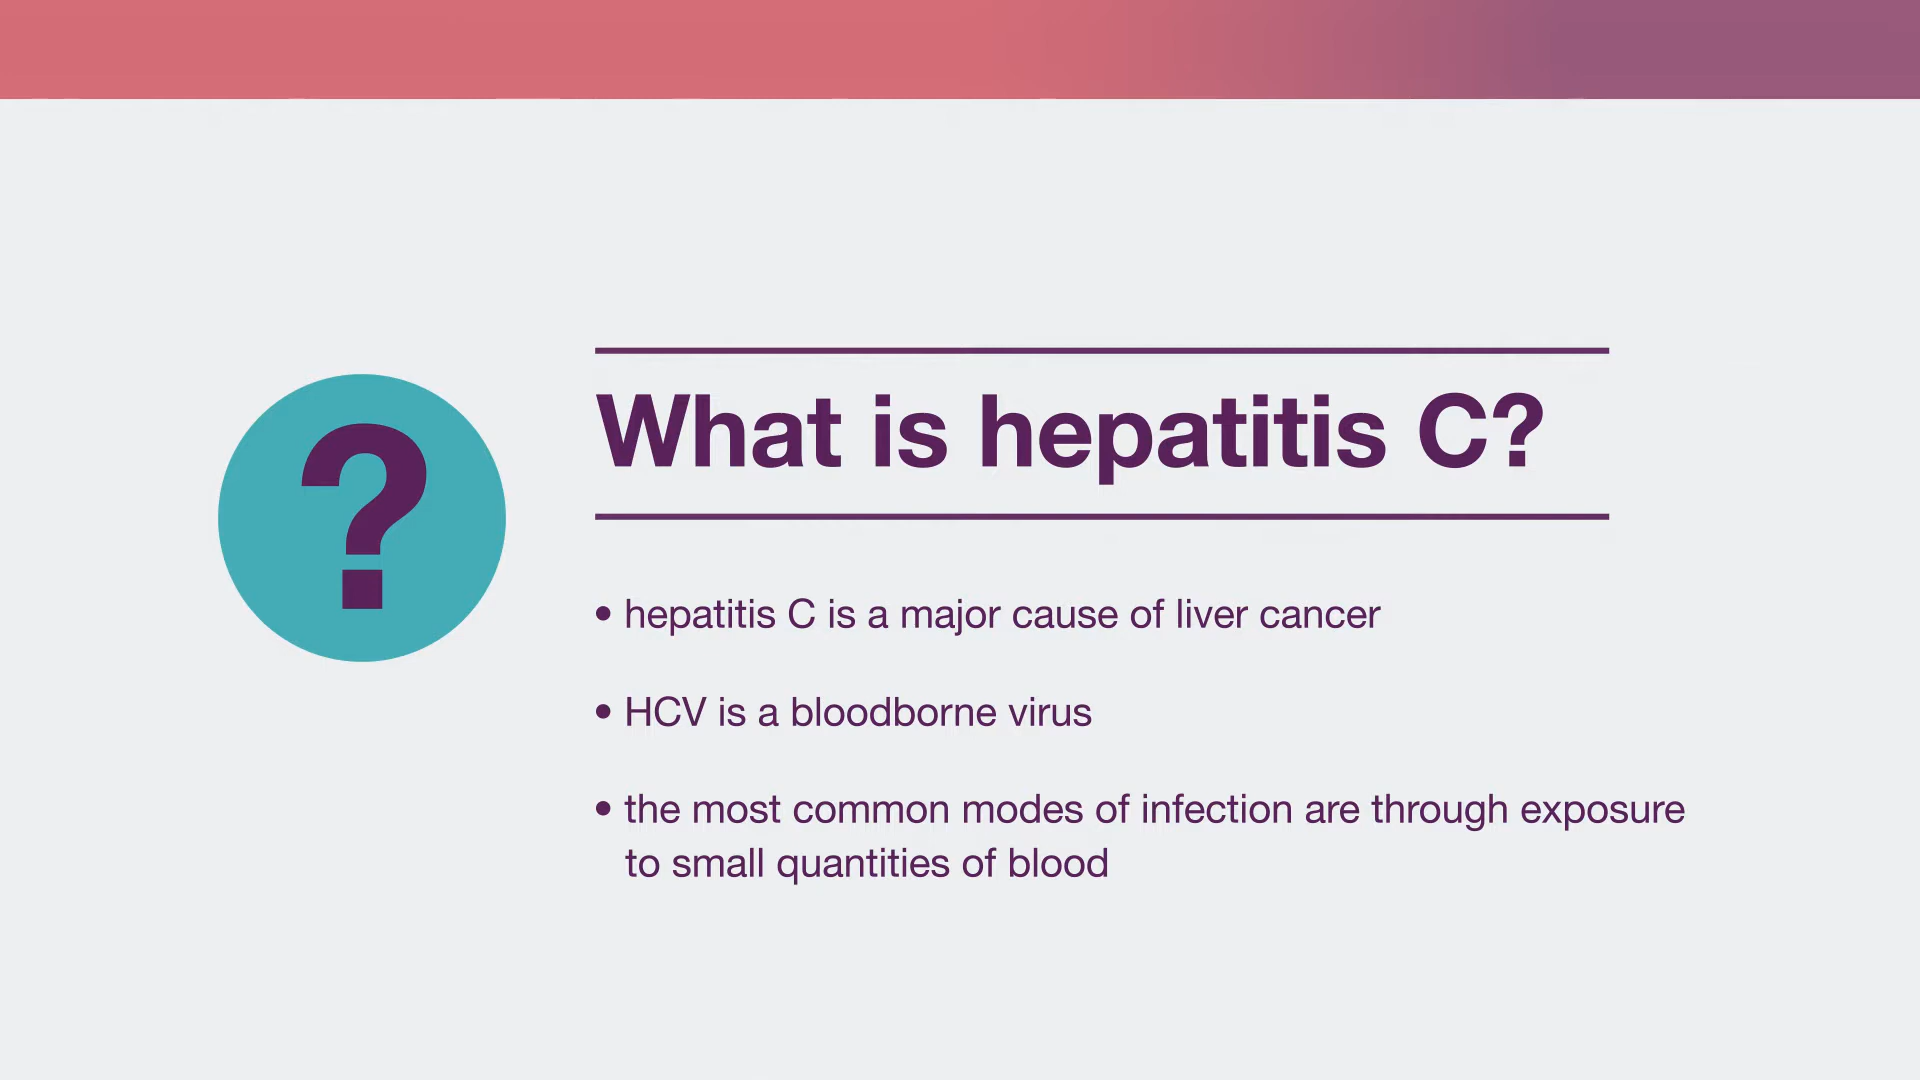 ?
What is hepatitis C?
• hepatitis C is a major cause of liver cancer
• HCV is a bloodborne virus
• the most common modes of infection are through exposure
to small quantities of blood